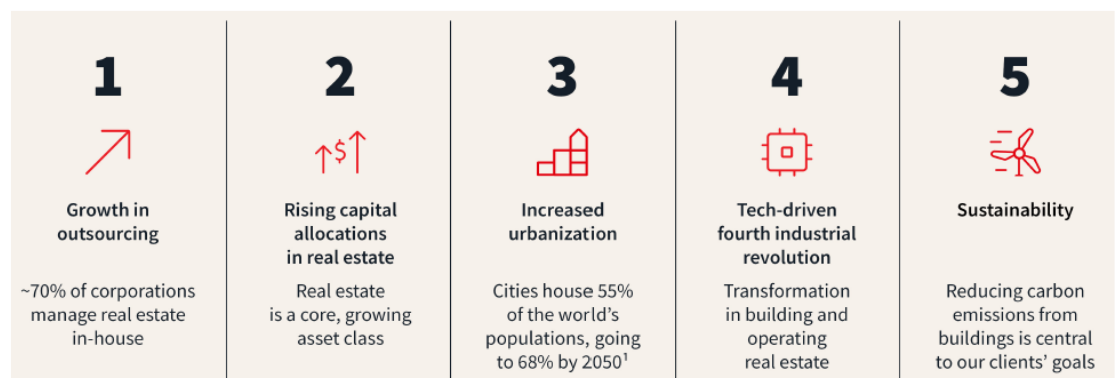 1
Growth in
outsourcing
~70% of corporations
manage real estate
in-house
2
$
Rising capital
allocations
in real estate
Real estate
is a core, growing
asset class
3
Increased
urbanization
Cities house 55%
of the world's
populations, going
to 68% by 2050¹
4
Tech-driven
fourth industrial
revolution
Transformation
in building and
operating
real estate
5
Sustainability
Reducing carbon
emissions from
buildings is central
to our clients' goals